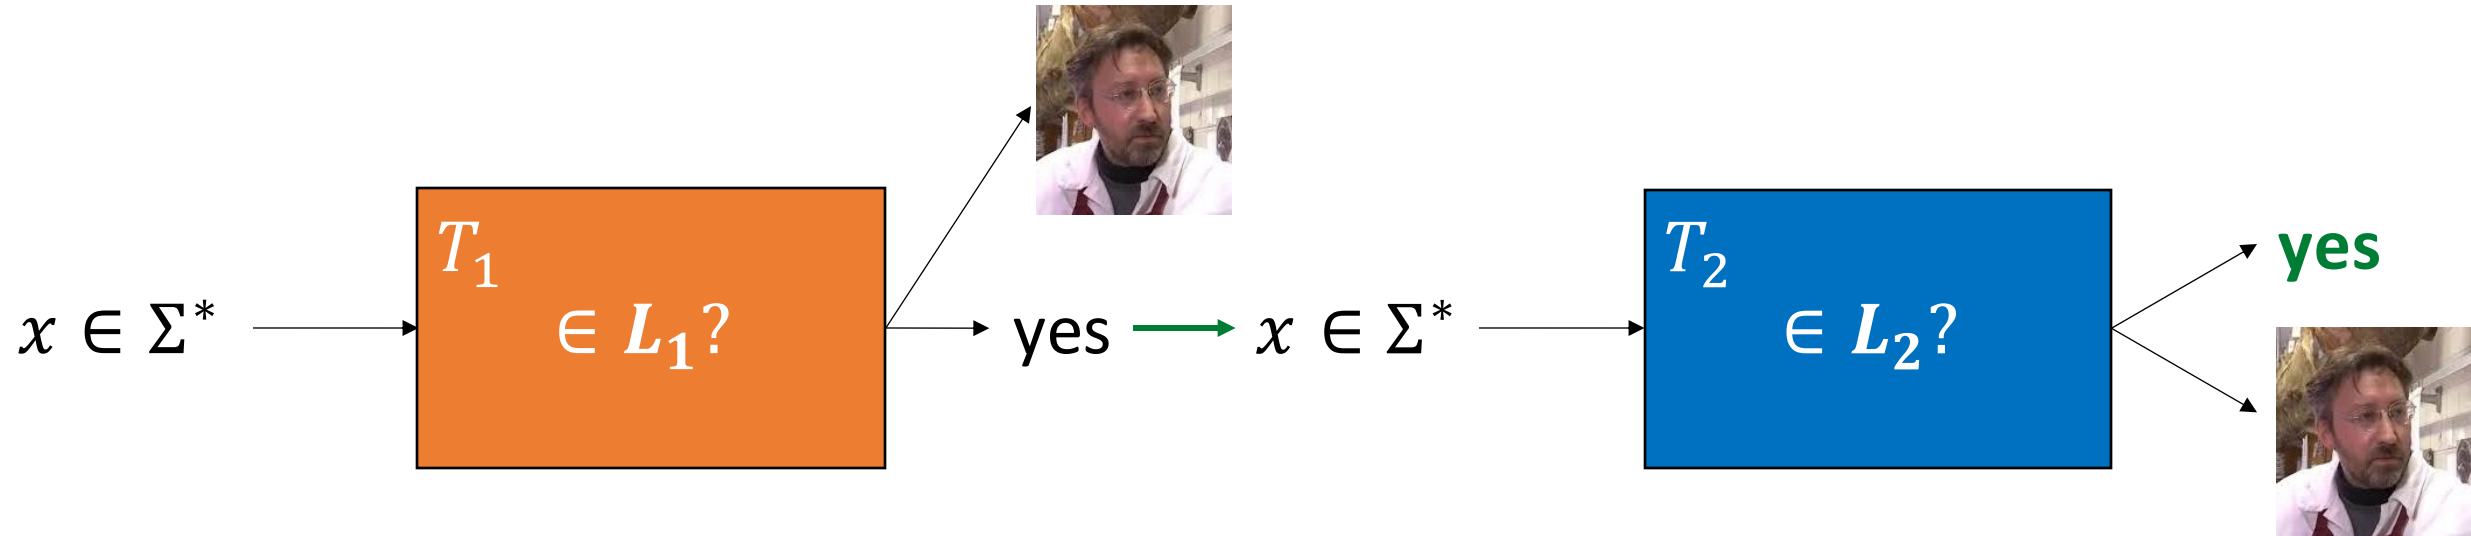 x ∈ Σ*
T₁
∈ L₁?
yes
x ∈ Σ*
T₂
∈ L₂?
yes